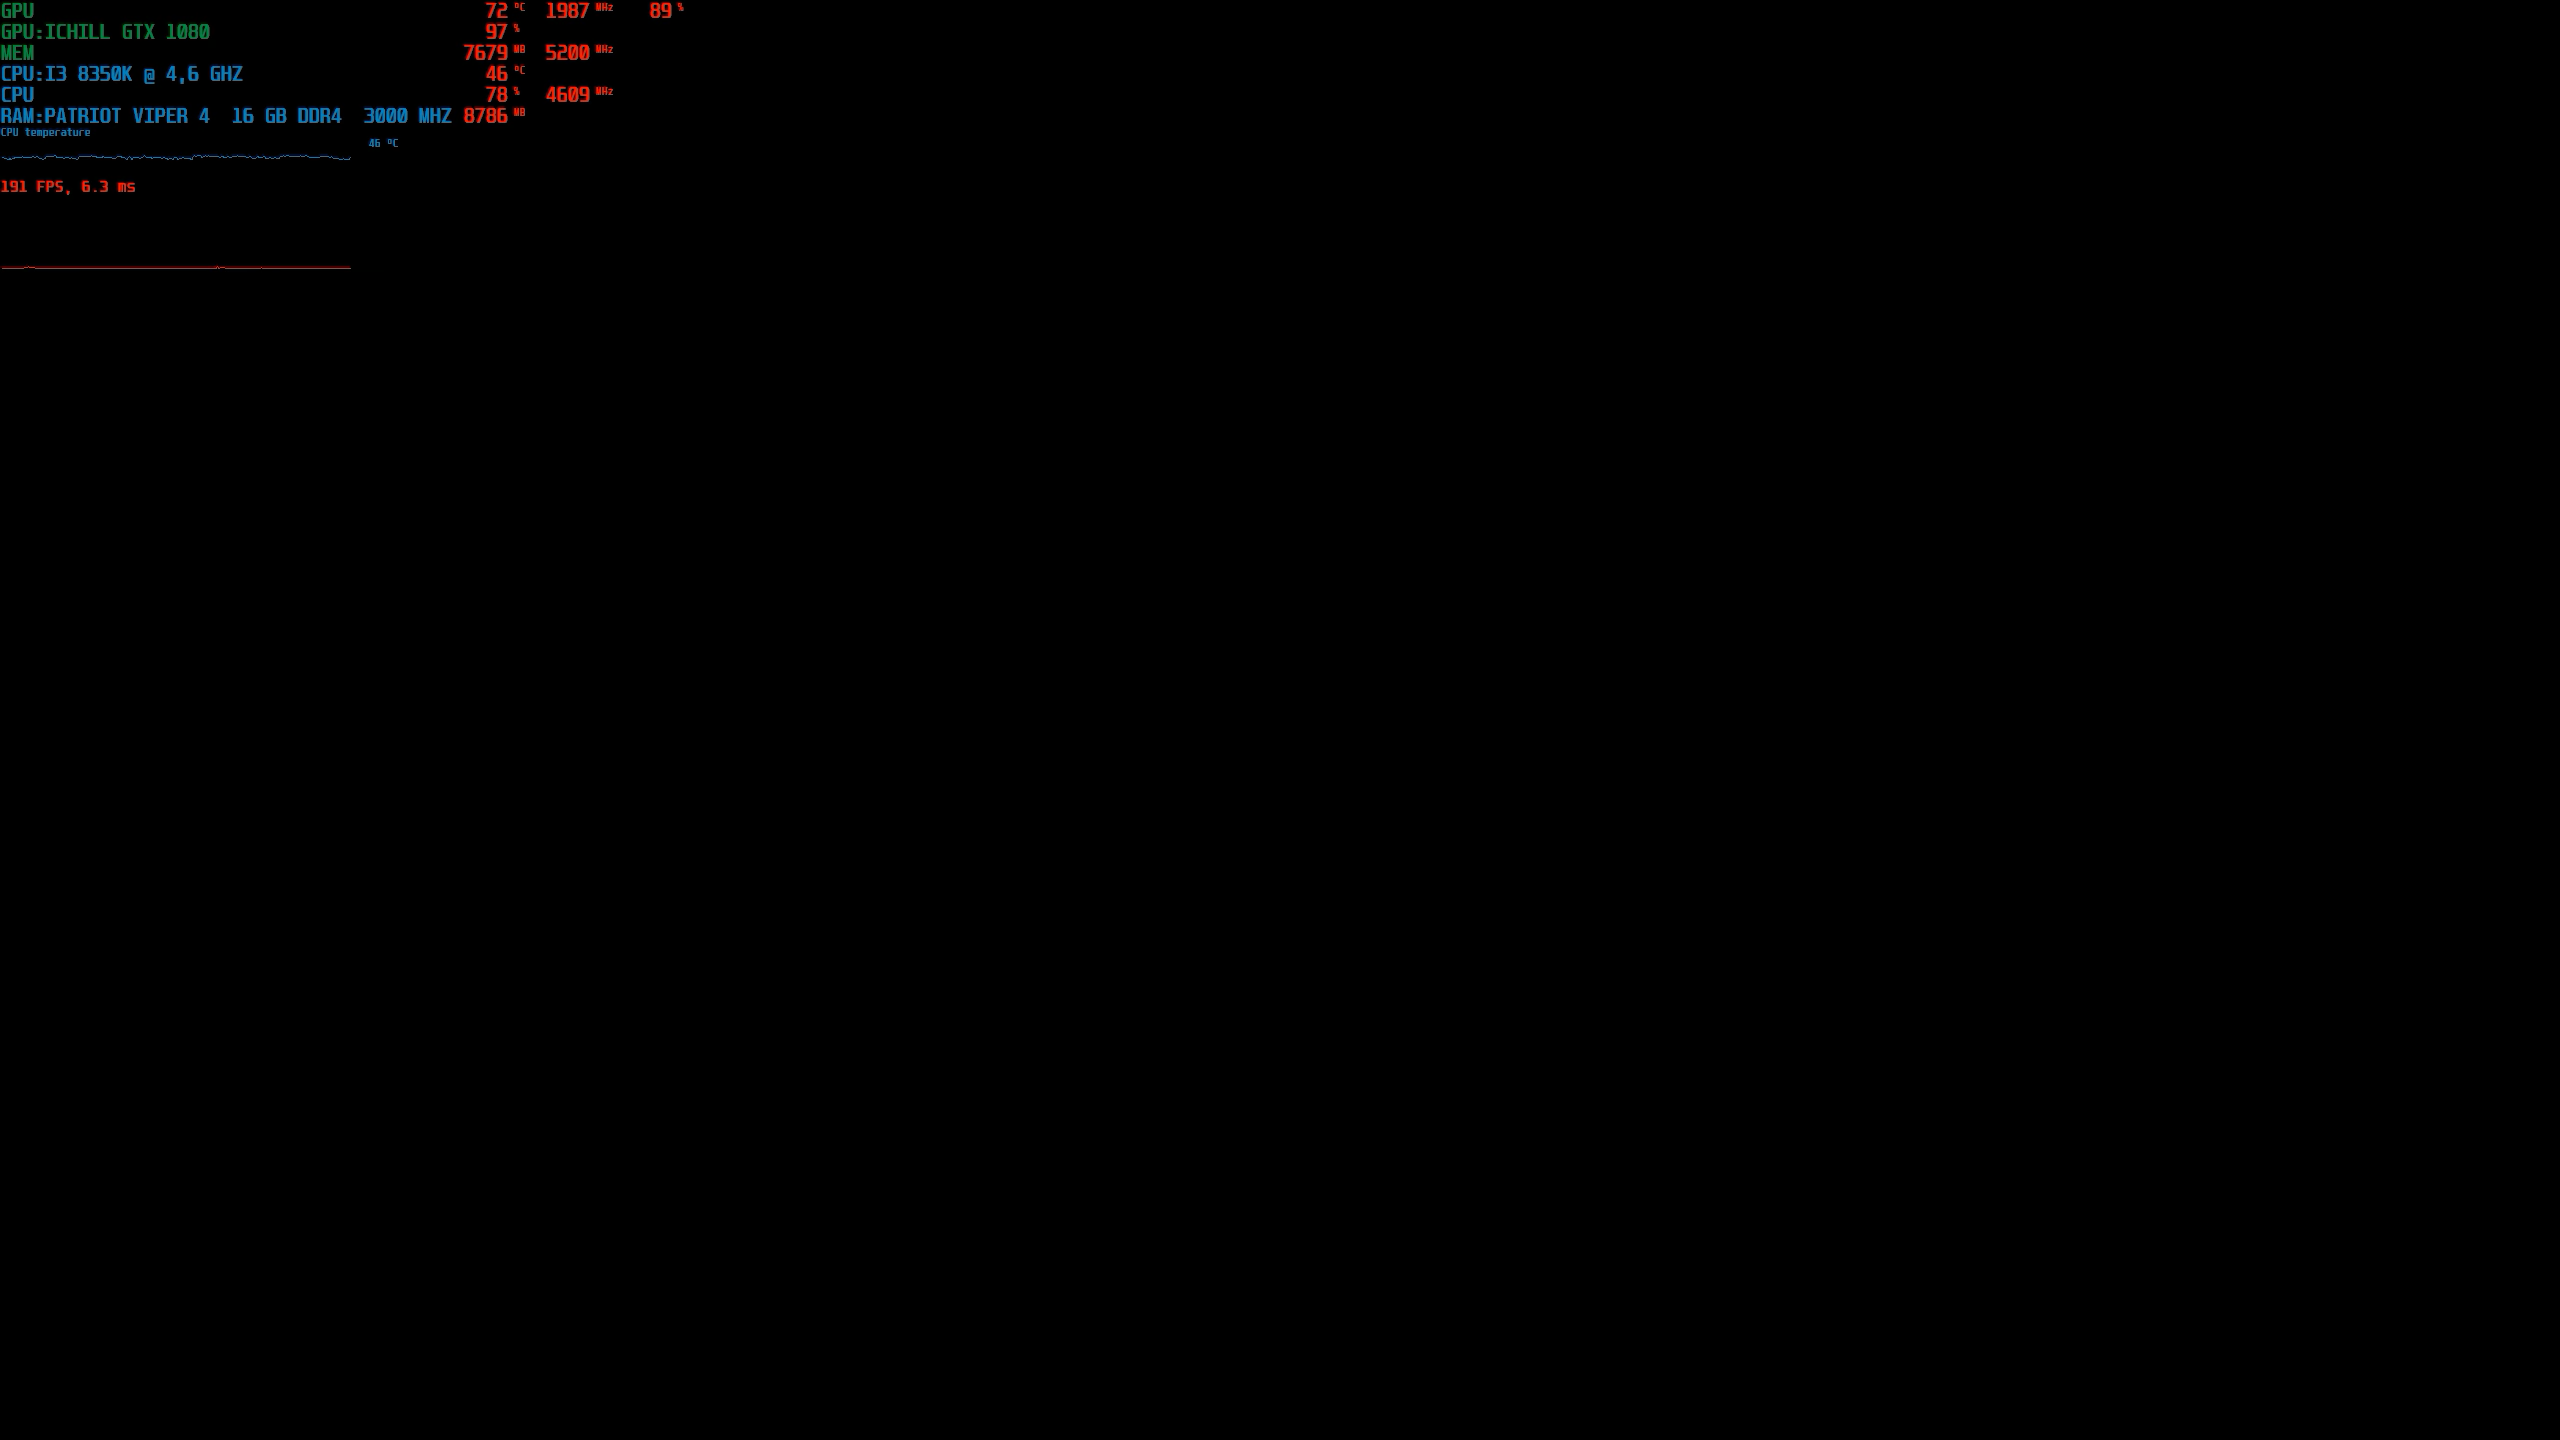 GPU 72 °C 1987 MHz 89 %
GPU:ICHILL GTX 1080 97 %
MEM 7679 MB 5200 MHz
CPU:I3 8350K @ 4,6 GHZ 46 °C
CPU 78 % 4609 MHz
RAM:PATRIOT VIPER 4 16 GB DDR4 3000 MHZ 8786 MB
CPU temperature
46 °C
191 FPS, 6.3 ms